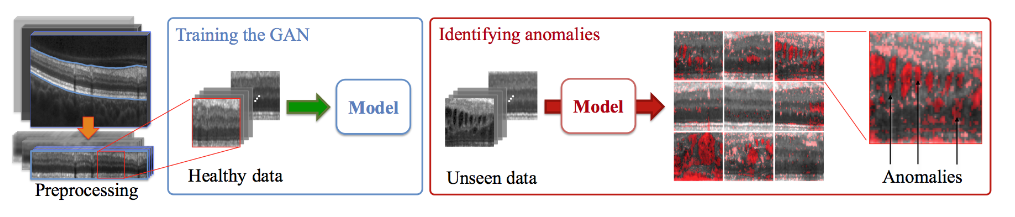 Training the GAN
Identifying anomalies
Model
Model
Preprocessing
Healthy data
Unseen data
Anomalies